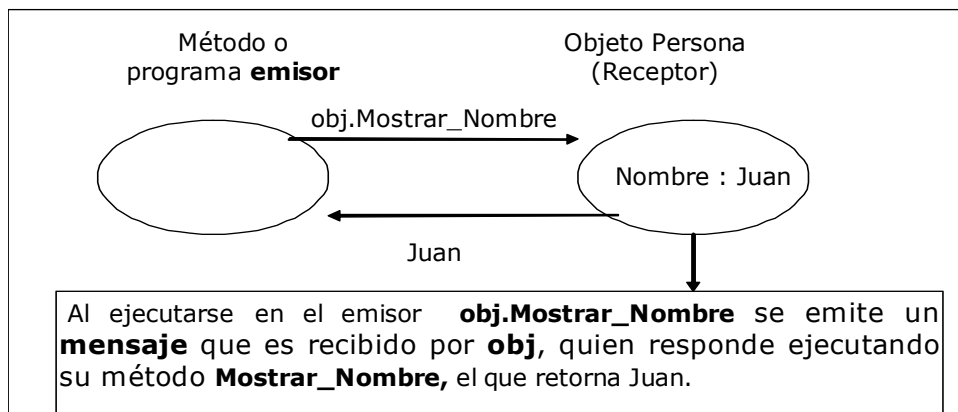 Método o
programa emisor
Objeto Persona
(Receptor)
obj.Mostrar_Nombre
Nombre : Juan
Juan
Al ejecutarse en el emisor obj.Mostrar_Nombre se emite un
mensaje que es recibido por obj, quien responde ejecutando
su método Mostrar_Nombre, el que retorna Juan.